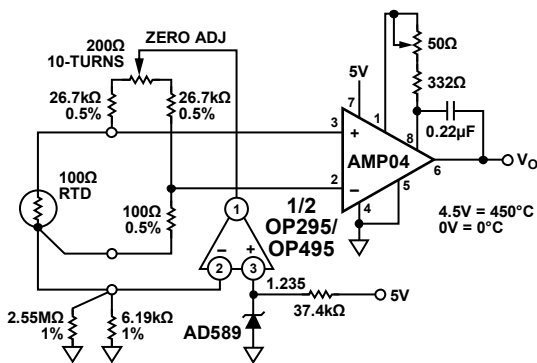 200Ω
10-TURNS
ZERO ADJ
26.7kΩ
0.5%
26.7kΩ
0.5%
5V
7
1
50Ω
332Ω
3
+
8
0.22µF
AMP04
6
VO
2
–
4
5
100Ω
RTD
100Ω
0.5%
1
1/2
OP295/
OP495
4.5V = 450°C
0V = 0°C
–
+
2
3
1.235
37.4kΩ
5V
AD589
2.55MΩ
1%
6.19kΩ
1%